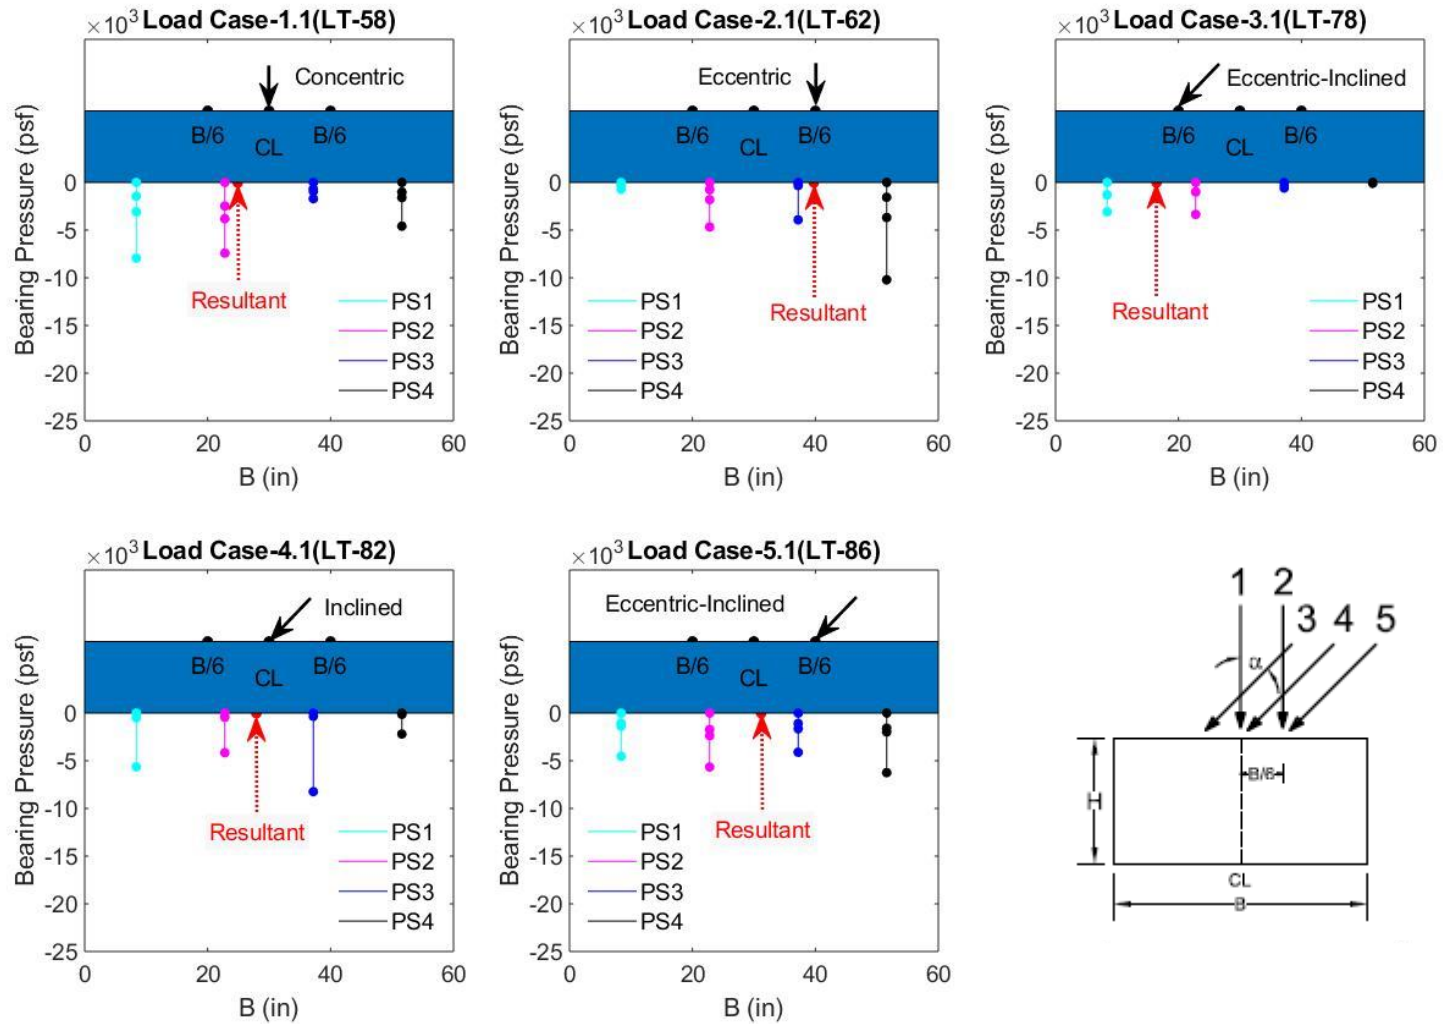 ×10³ Load Case-1.1(LT-58)
Concentric
B/6 CL B/6
Bearing Pressure (psf)
0
-5
-10
-15
-20
-25
Resultant
PS1
PS2
PS3
PS4
0 20 40 60
B (in)
×10³ Load Case-2.1(LT-62)
Eccentric
B/6 CL B/6
Bearing Pressure (psf)
0
-5
-10
-15
-20
-25
Resultant
PS1
PS2
PS3
PS4
0 20 40 60
B (in)
×10³ Load Case-3.1(LT-78)
Eccentric-Inclined
B/6 CL B/6
Bearing Pressure (psf)
0
-5
-10
-15
-20
-25
Resultant
PS1
PS2
PS3
PS4
0 20 40 60
B (in)
×10³ Load Case-4.1(LT-82)
Inclined
B/6 CL B/6
Bearing Pressure (psf)
0
-5
-10
-15
-20
-25
Resultant
PS1
PS2
PS3
PS4
0 20 40 60
B (in)
×10³ Load Case-5.1(LT-86)
Eccentric-Inclined
B/6 CL B/6
Bearing Pressure (psf)
0
-5
-10
-15
-20
-25
Resultant
PS1
PS2
PS3
PS4
0 20 40 60
B (in)
1 2
3 4 5
α
B/6
H
CL
B